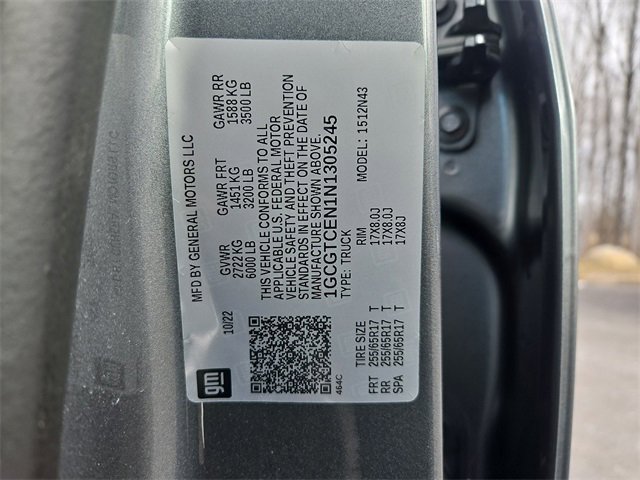 MFD BY GENERAL MOTORS LLC
10/22
GVWR GAWR FRT GAWR RR
2722 KG 1451 KG 1588 KG
6000 LB 3200 LB 3500 LB
THIS VEHICLE CONFORMS TO ALL
APPLICABLE U.S. FEDERAL MOTOR
VEHICLE SAFETY AND THEFT PREVENTION
STANDARDS IN EFFECT ON THE DATE OF
MANUFACTURE SHOWN ABOVE.
1GCGTCEN1N1305245
TYPE: TRUCK MODEL: 1512N43
gm
464C
TIRE SIZE RIM
FRT 255/65R17 T 17X8.0J
RR 255/65R17 T 17X8.0J
SPA 255/65R17 T 17X8J